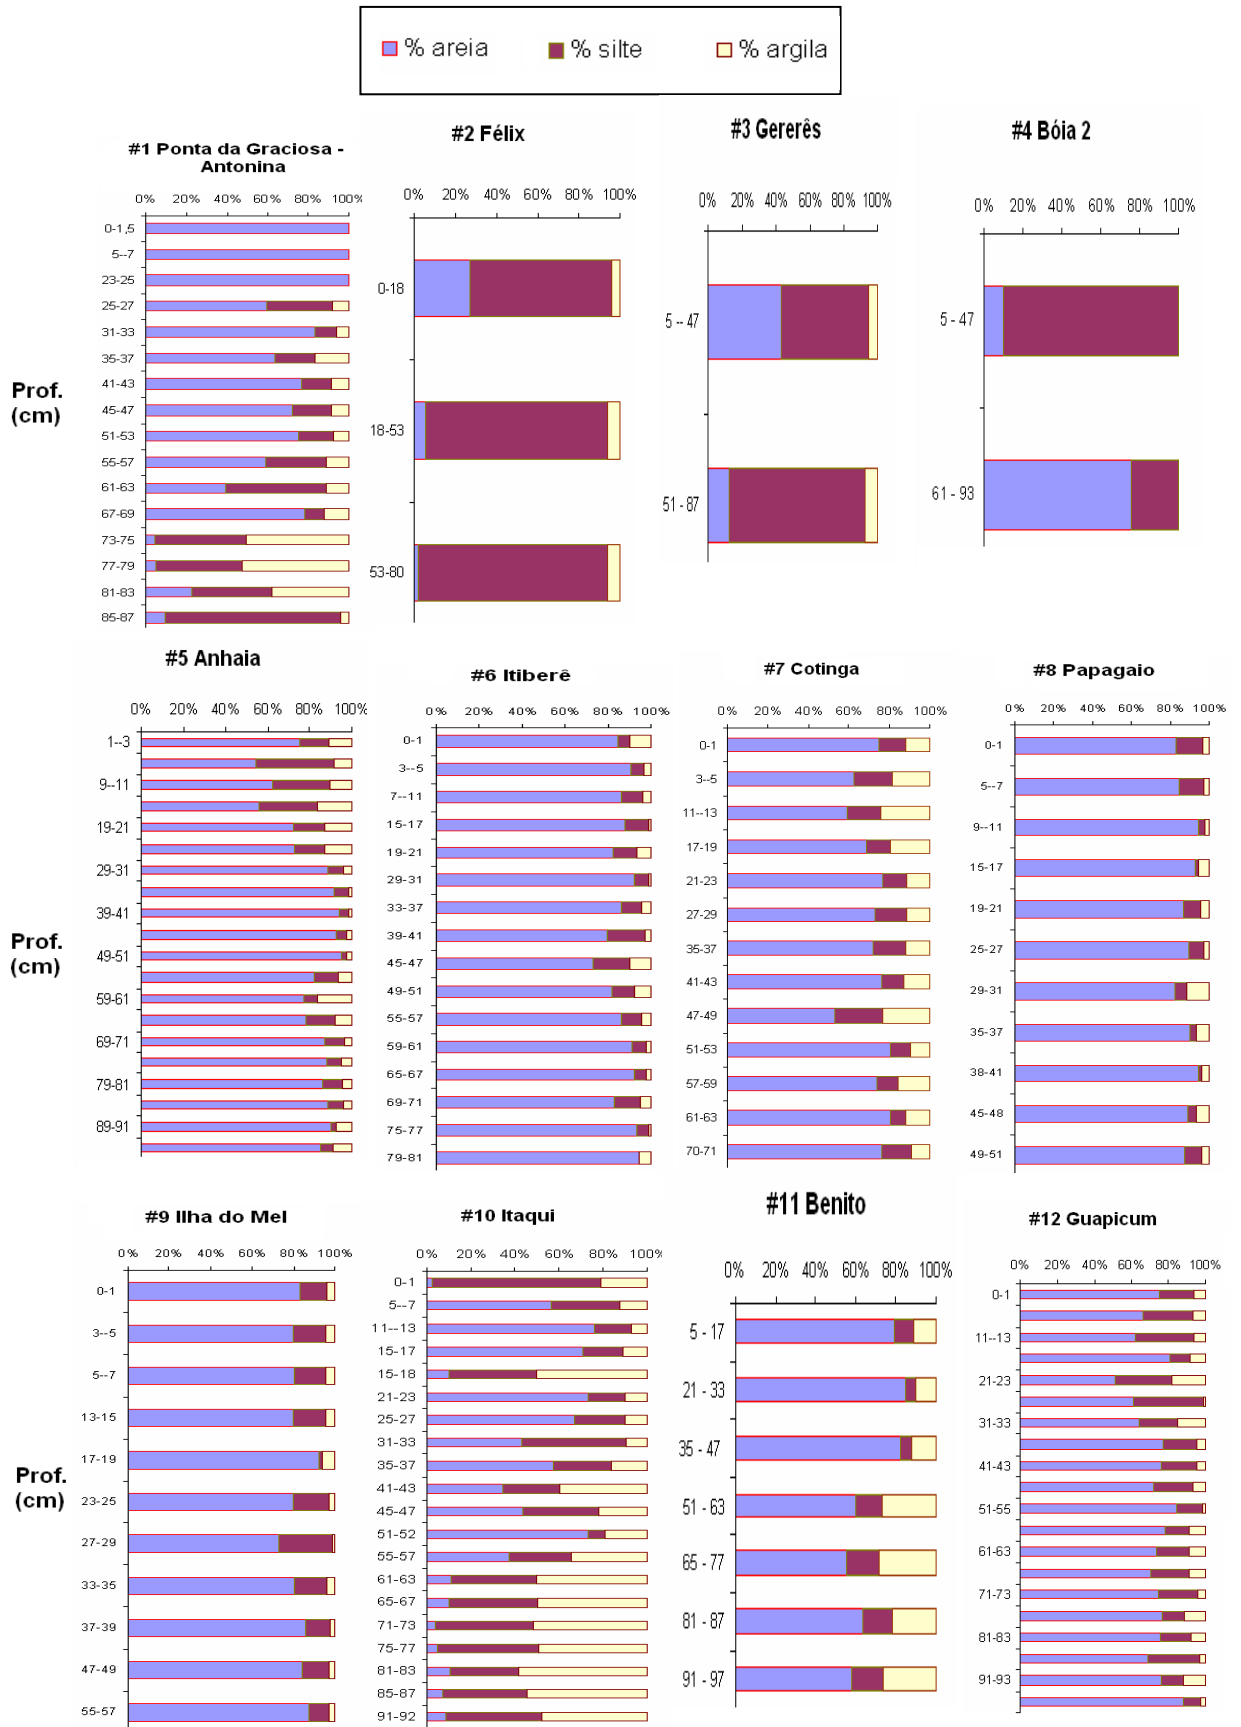 % areia % silte % argila
#1 Ponta da Graciosa -
Antonina
#2 Félix
#3 Gererês
#4 Bóia 2
Prof.
(cm)
0% 20% 40% 60% 80% 100%
0-1,5
5--7
23-25
25-27
31-33
35-37
41-43
45-47
51-53
55-57
61-63
67-69
73-75
77-79
81-83
85-87
0% 20% 40% 60% 80% 100%
0-18
18-53
53-80
0% 20% 40% 60% 80% 100%
5 -- 47
51 - 87
0% 20% 40% 60% 80% 100%
5 - 47
61 - 93
#5 Anhaia
#6 Itiberê
#7 Cotinga
#8 Papagaio
Prof.
(cm)
0% 20% 40% 60% 80% 100%
1--3
9--11
19-21
29-31
39-41
49-51
59-61
69-71
79-81
89-91
0% 20% 40% 60% 80% 100%
0-1
3--5
7--11
15-17
19-21
29-31
33-37
39-41
45-47
49-51
55-57
59-61
65-67
69-71
75-77
79-81
0% 20% 40% 60% 80% 100%
0-1
3--5
11--13
17-19
21-23
27-29
35-37
41-43
47-49
51-53
57-59
61-63
70-71
0% 20% 40% 60% 80% 100%
0-1
5--7
9--11
15-17
19-21
25-27
29-31
35-37
38-41
45-48
49-51
#9 Ilha do Mel
#10 Itaqui
#11 Benito
#12 Guapicum
Prof.
(cm)
0% 20% 40% 60% 80% 100%
0-1
3--5
5--7
13-15
17-19
23-25
27-29
33-35
37-39
47-49
55-57
0% 20% 40% 60% 80% 100%
0-1
5--7
11--13
15-17
15-18
21-23
25-27
31-33
35-37
41-43
45-47
51-52
55-57
61-63
65-67
71-73
75-77
81-83
85-87
91-92
0% 20% 40% 60% 80% 100%
5 - 17
21 - 33
35 - 47
51 - 63
65 - 77
81 - 87
91 - 97
0% 20% 40% 60% 80% 100%
0-1
11--13
21-23
31-33
41-43
51-55
61-63
71-73
81-83
91-93